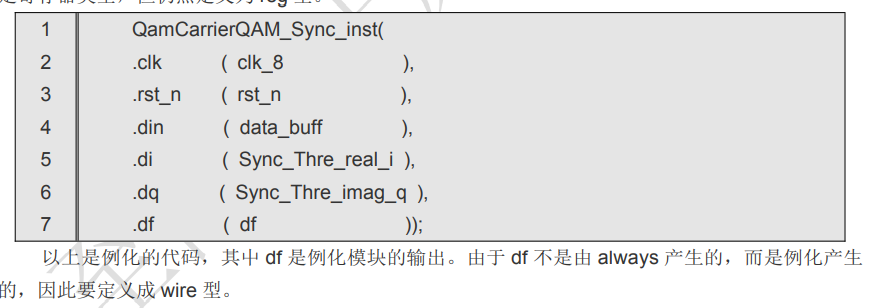 1 QamCarrierQAM_Sync_inst(
2 .clk ( clk_8 ),
3 .rst_n ( rst_n ),
4 .din ( data_buff ),
5 .di ( Sync_Thre_real_i ),
6 .dq ( Sync_Thre_imag_q ),
7 .df ( df ));
以上是例化的代码，其中 df 是例化模块的输出。由于 df 不是由 always 产生的，而是例化产生
的，因此要定义成 wire 型。